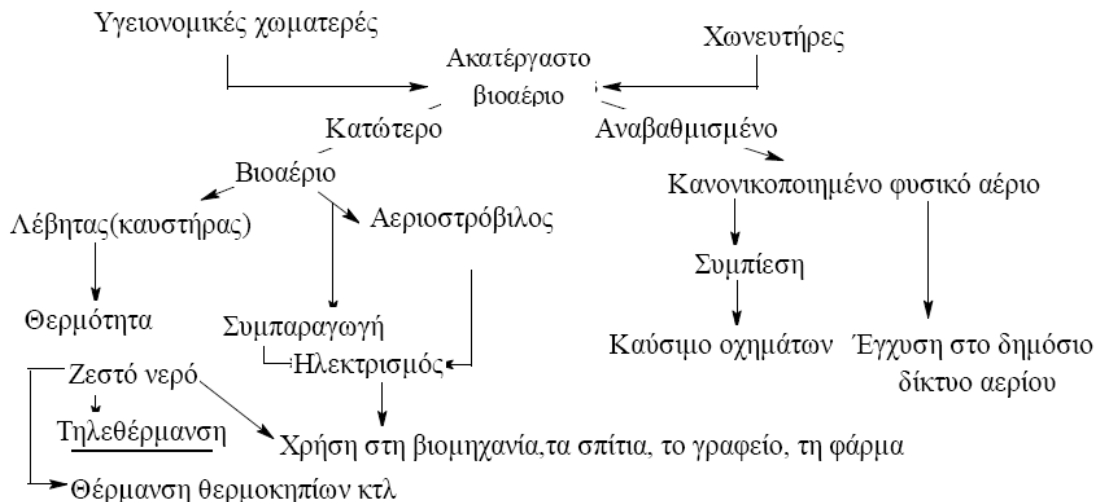 Υγειονομικές χωματερές
Χωνευτήρες
Ακατέργαστο
βιοαέριο
Κατώτερο
Αναβαθμισμένο
Βιοαέριο
Κανονικοποιημένο φυσικό αέριο
Λέβητας(καυστήρας)
Αεριοστρόβιλος
Συμπίεση
Θερμότητα
Συμπαραγωγή
Καύσιμο οχημάτων
Έγχυση στο δημόσιο
δίκτυο αερίου
Ηλεκτρισμός
Ζεστό νερό
Τηλεθέρμανση
Χρήση στη βιομηχανία,τα σπίτια, το γραφείο, τη φάρμα
Θέρμανση θερμοκηπίων κτλ